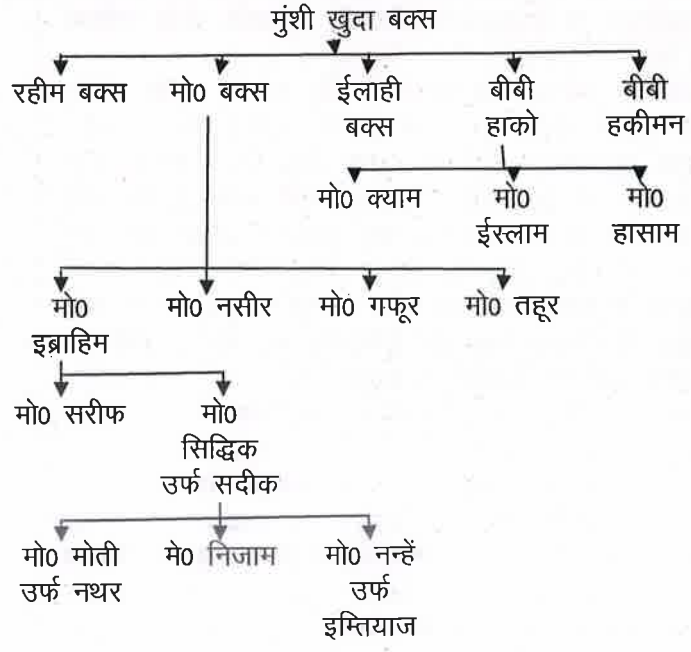 मुंशी खुदा बक्स
रहीम बक्स मो0 बक्स ईलाही बीबी बीबी
बक्स हाको हकीमन
मो0 क्याम मो0 मो0
ईस्लाम हासाम
मो0 मो0 नसीर मो0 गफूर मो0 तहूर
इब्राहिम
मो0 सरीफ मो0
सिद्धिक
उर्फ सदीक
मो0 मोती मे0 निजाम मो0 नन्हें
उर्फ नथर उर्फ
इम्तियाज